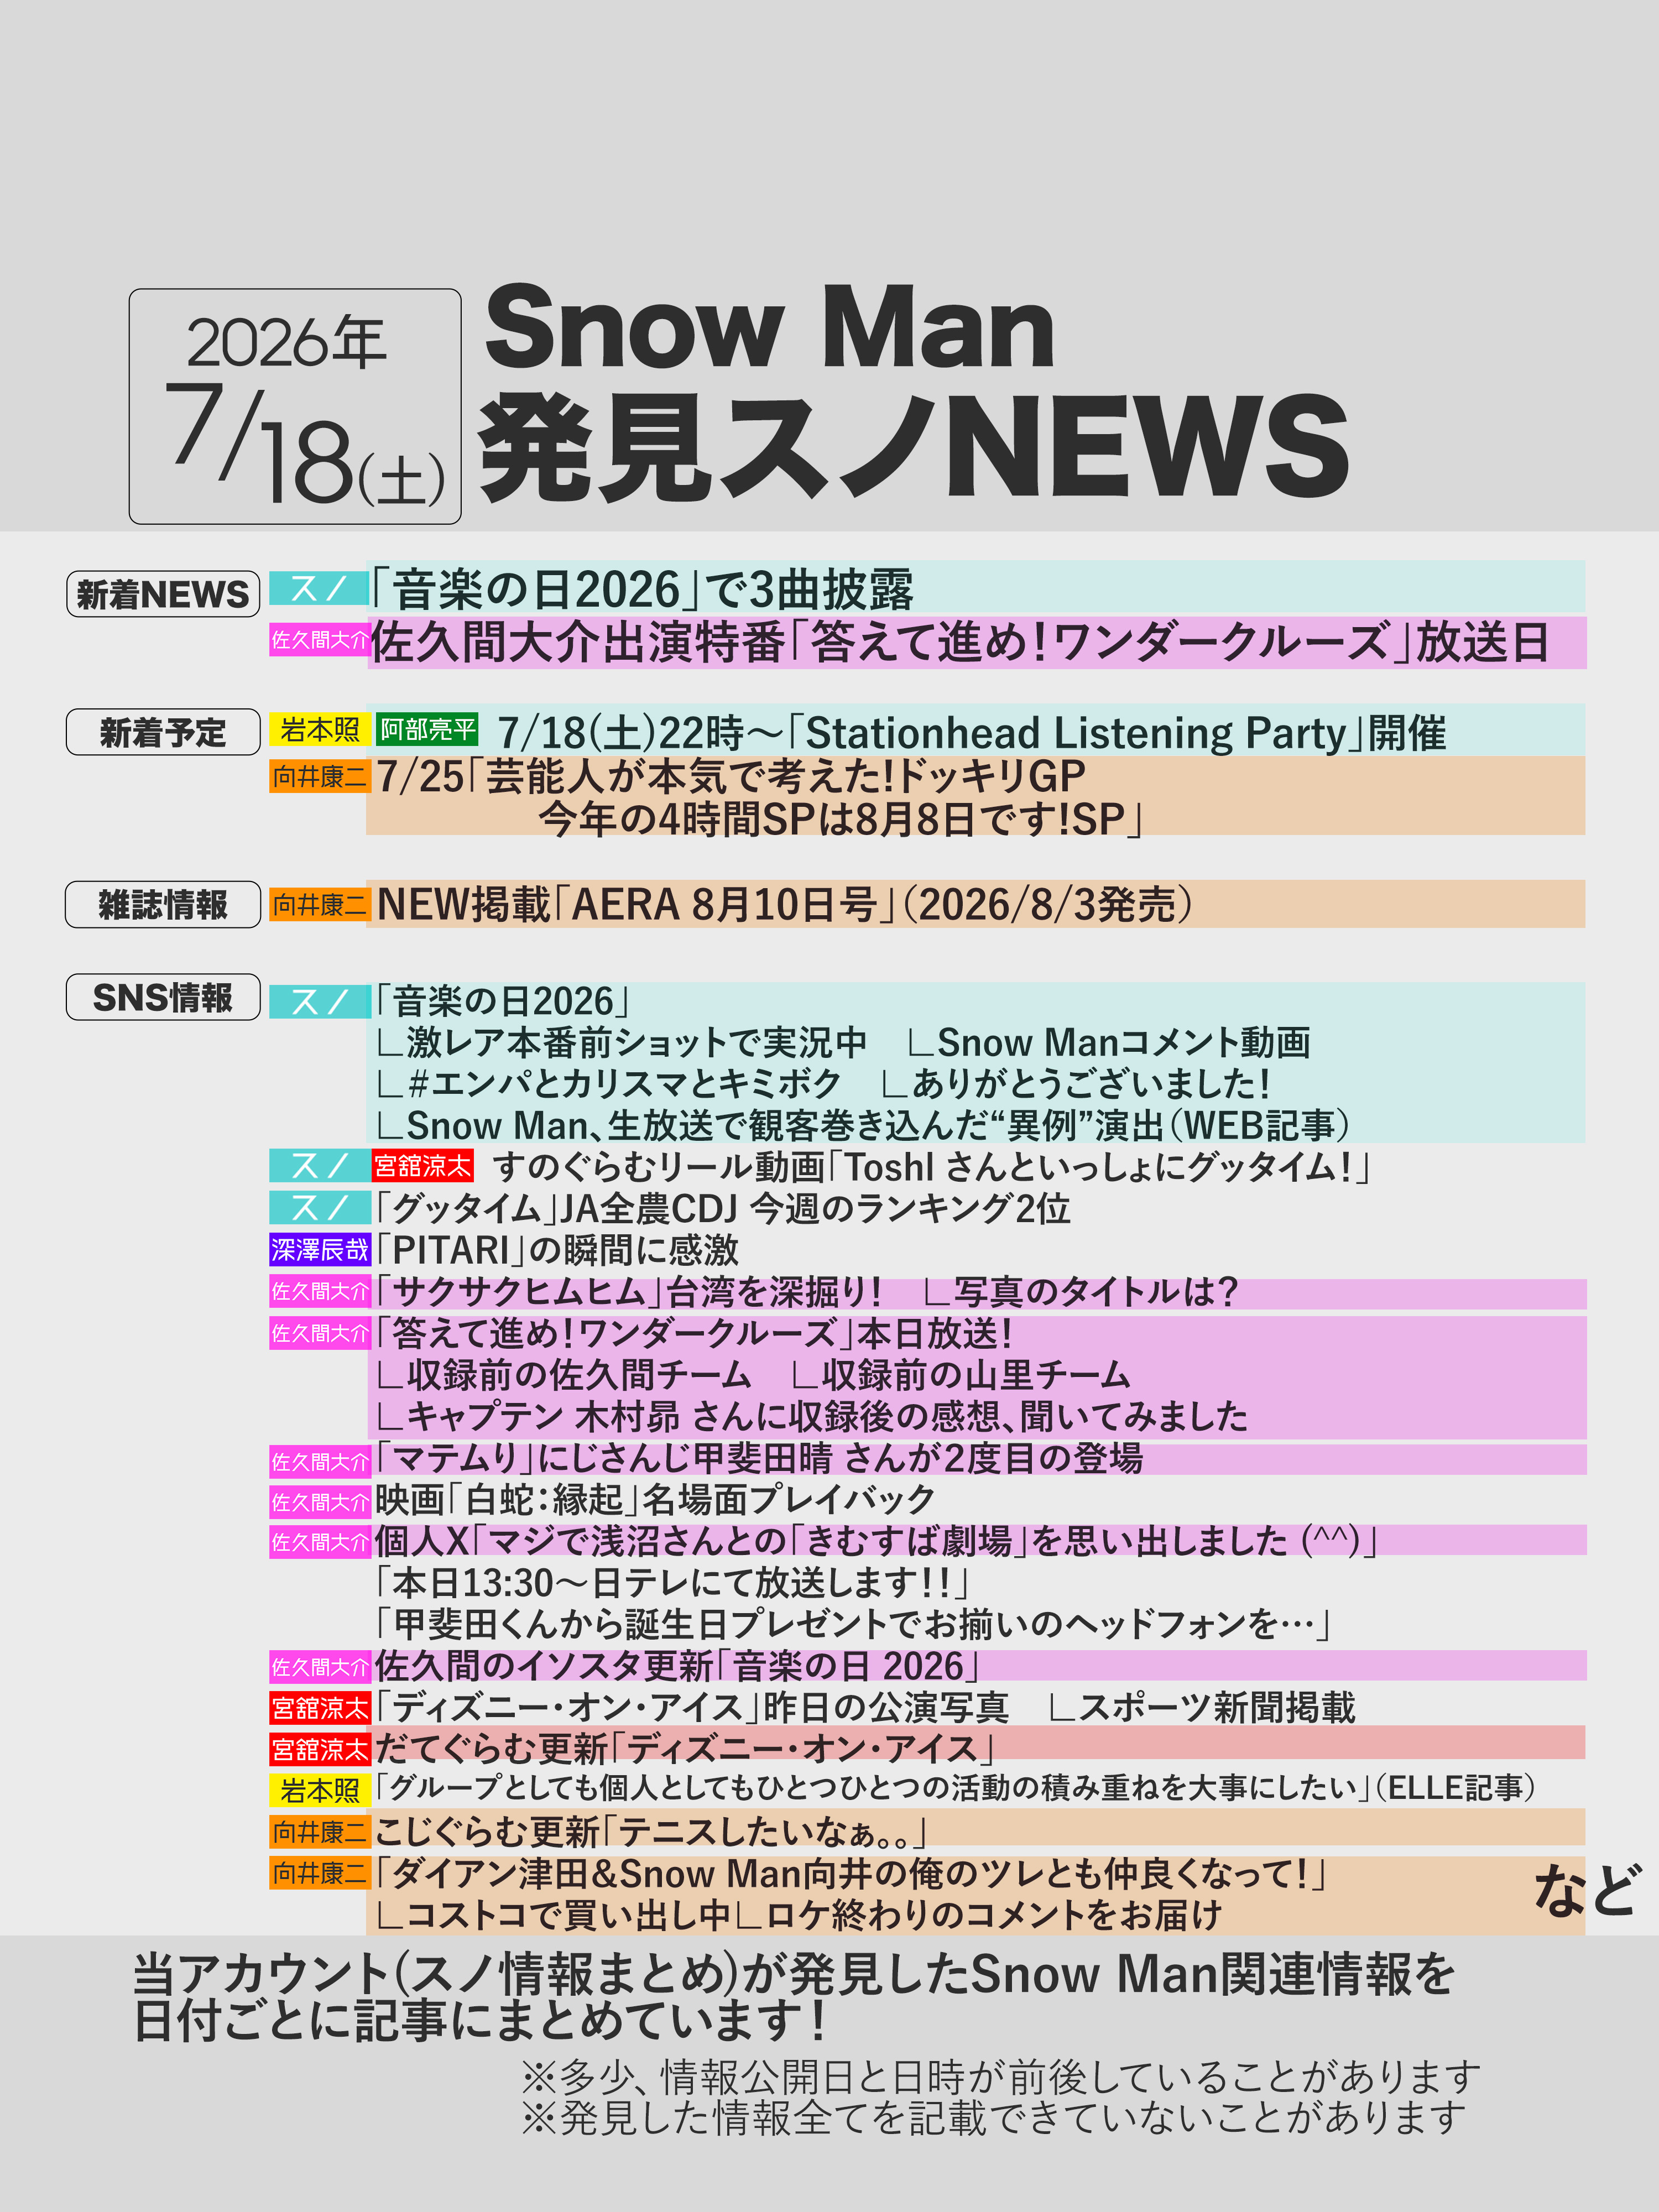 2026年
7/18(土)
Snow Man
発見スノNEWS
新着NEWS
スノ 「音楽の日2026」で3曲披露
佐久間大介 佐久間大介出演特番「答えて進め！ワンダークルーズ」放送日
新着予定
岩本照 阿部亮平 7/18(土)22時〜「Stationhead Listening Party」開催
向井康二 7/25「芸能人が本気で考えた!ドッキリGP
今年の4時間SPは8月8日です!SP」
雑誌情報
向井康二 NEW掲載「AERA 8月10日号」（2026/8/3発売）
SNS情報
スノ 「音楽の日2026」
∟激レア本番前ショットで実況中　∟Snow Manコメント動画
∟#エンパとカリスマとキミボク　∟ありがとうございました！
∟Snow Man、生放送で観客巻き込んだ“異例”演出（WEB記事）
スノ 宮舘涼太 すのぐらむリール動画「Toshl さんといっしょにグッタイム！」
スノ 「グッタイム」JA全農CDJ 今週のランキング2位
深澤辰哉 「PITARI」の瞬間に感激
佐久間大介 「サクサクヒムヒム」台湾を深掘り！　∟写真のタイトルは？
佐久間大介 「答えて進め！ワンダークルーズ」本日放送！
∟収録前の佐久間チーム　∟収録前の山里チーム
∟キャプテン 木村昴 さんに収録後の感想、聞いてみました
佐久間大介 「マテムり」にじさんじ甲斐田晴 さんが2度目の登場
佐久間大介 映画「白蛇：縁起」名場面プレイバック
佐久間大介 個人X「マジで浅沼さんとの「きむすば劇場」を思い出しました (^^)」
「本日13:30〜日テレにて放送します！！」
「甲斐田くんから誕生日プレゼントでお揃いのヘッドフォンを…」
佐久間大介 佐久間のイソスタ更新「音楽の日 2026」
宮舘涼太 「ディズニー・オン・アイス」昨日の公演写真　∟スポーツ新聞掲載
宮舘涼太 だてぐらむ更新「ディズニー・オン・アイス」
岩本照 「グループとしても個人としてもひとつひとつの活動の積み重ねを大事にしたい」（ELLE記事）
向井康二 こじぐらむ更新「テニスしたいなぁ。。」
向井康二 「ダイアン津田&Snow Man向井の俺のツレとも仲良くなって！」
∟コストコで買い出し中∟ロケ終わりのコメントをお届け
など
当アカウント(スノ情報まとめ)が発見したSnow Man関連情報を
日付ごとに記事にまとめています！
※多少、情報公開日と日時が前後していることがあります
※発見した情報全てを記載できていないことがあります